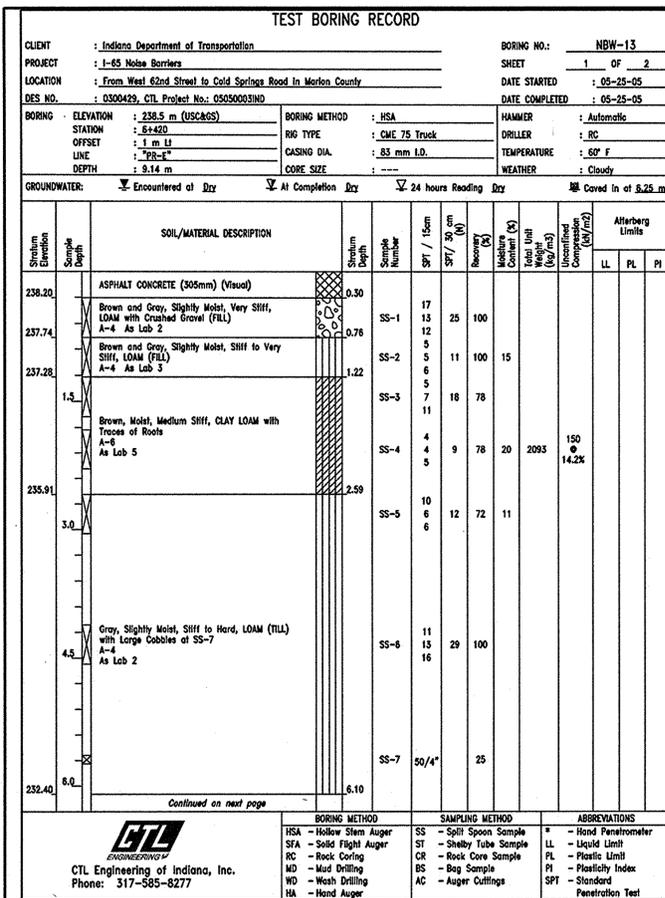 TEST BORING RECORD
CLIENT : Indiana Department of Transportation BORING NO.: NBW-13
PROJECT : I-65 Noise Barriers SHEET 1 OF 2
LOCATION : From West 62nd Street to Cold Springs Road in Marion County DATE STARTED : 05-25-05
DES NO. : 0300429, CTL Project No.: 05050003IND DATE COMPLETED : 05-25-05
BORING ELEVATION : 238.5 m (USC&GS) BORING METHOD : HSA HAMMER : Automatic
STATION : 6+420 RIG TYPE : CME 75 Truck DRILLER : RC
OFFSET : 1 m Lt CASING DIA. : 83 mm I.D. TEMPERATURE : 60° F
LINE : "PR-E" CORE SIZE : --- WEATHER : Cloudy
DEPTH : 9.14 m
GROUNDWATER: Encountered at Dry At Completion Dry 24 hours Reading Dry Caved in at 6.25 m
Stratum Elevation Sample Depth SOIL/MATERIAL DESCRIPTION Stratum Depth Sample Number SPT / 15cm SPT/ 30 cm (N) Recovery (%) Moisture Content (%) Total Unit Weight (kg/m3) Unconfined Compression (kN/m2) Atterberg Limits
LL PL PI
ASPHALT CONCRETE (305mm) (Visual)
238.20 0.30
Brown and Gray, Slightly Moist, Very Stiff, 17
LOAM with Crushed Gravel (FILL) SS-1 13 25 100
A-4 As Lab 2 12
237.74 0.76
Brown and Gray, Slightly Moist, Stiff to Very 5
Stiff, LOAM (FILL) SS-2 5 11 100 15
A-4 As Lab 3 6
237.28 1.22
5
1.5 SS-3 7 18 78
11
Brown, Moist, Medium Stiff, CLAY LOAM with
Traces of Roots 4 150
A-6 SS-4 4 9 78 20 2093 @
As Lab 5 5 14.2%
235.91 2.59
10
3.0 SS-5 6 12 72 11
6
Gray, Slightly Moist, Stiff to Hard, LOAM (TILL) 11
with Large Cobbles at SS-7 SS-6 13 29 100
4.5 A-4 16
As Lab 2
SS-7 50/4" 25
232.40 6.0 6.10
Continued on next page
CTL
ENGINEERING
CTL Engineering of Indiana, Inc.
Phone: 317-585-8277
BORING METHOD SAMPLING METHOD ABBREVIATIONS
HSA - Hollow Stem Auger SS - Split Spoon Sample * - Hand Penetrometer
SFA - Solid Flight Auger ST - Shelby Tube Sample LL - Liquid Limit
RC - Rock Coring CR - Rock Core Sample PL - Plastic Limit
MD - Mud Drilling BS - Bag Sample PI - Plasticity Index
WD - Wash Drilling AC - Auger Cuttings SPT - Standard
HA - Hand Auger Penetration Test